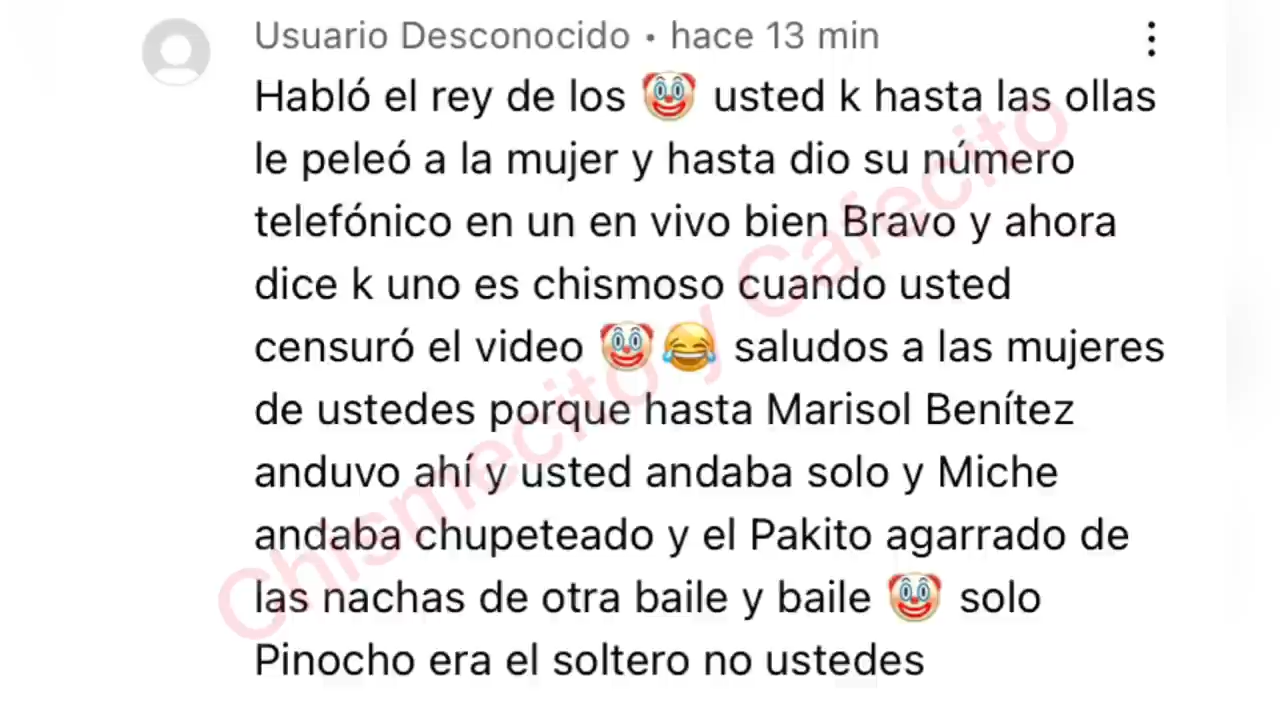 Usuario Desconocido • hace 13 min
Habló el rey de los 🤡 usted k hasta las ollas
le peleó a la mujer y hasta dio su número
telefónico en un en vivo bien Bravo y ahora
dice k uno es chismoso cuando usted
censuró el video 🤡😂 saludos a las mujeres
de ustedes porque hasta Marisol Benítez
anduvo ahí y usted andaba solo y Miche
andaba chupeteado y el Pakito agarrado de
las nachas de otra baile y baile 🤡 solo
Pinocho era el soltero no ustedes
Chismecito y Cafecito